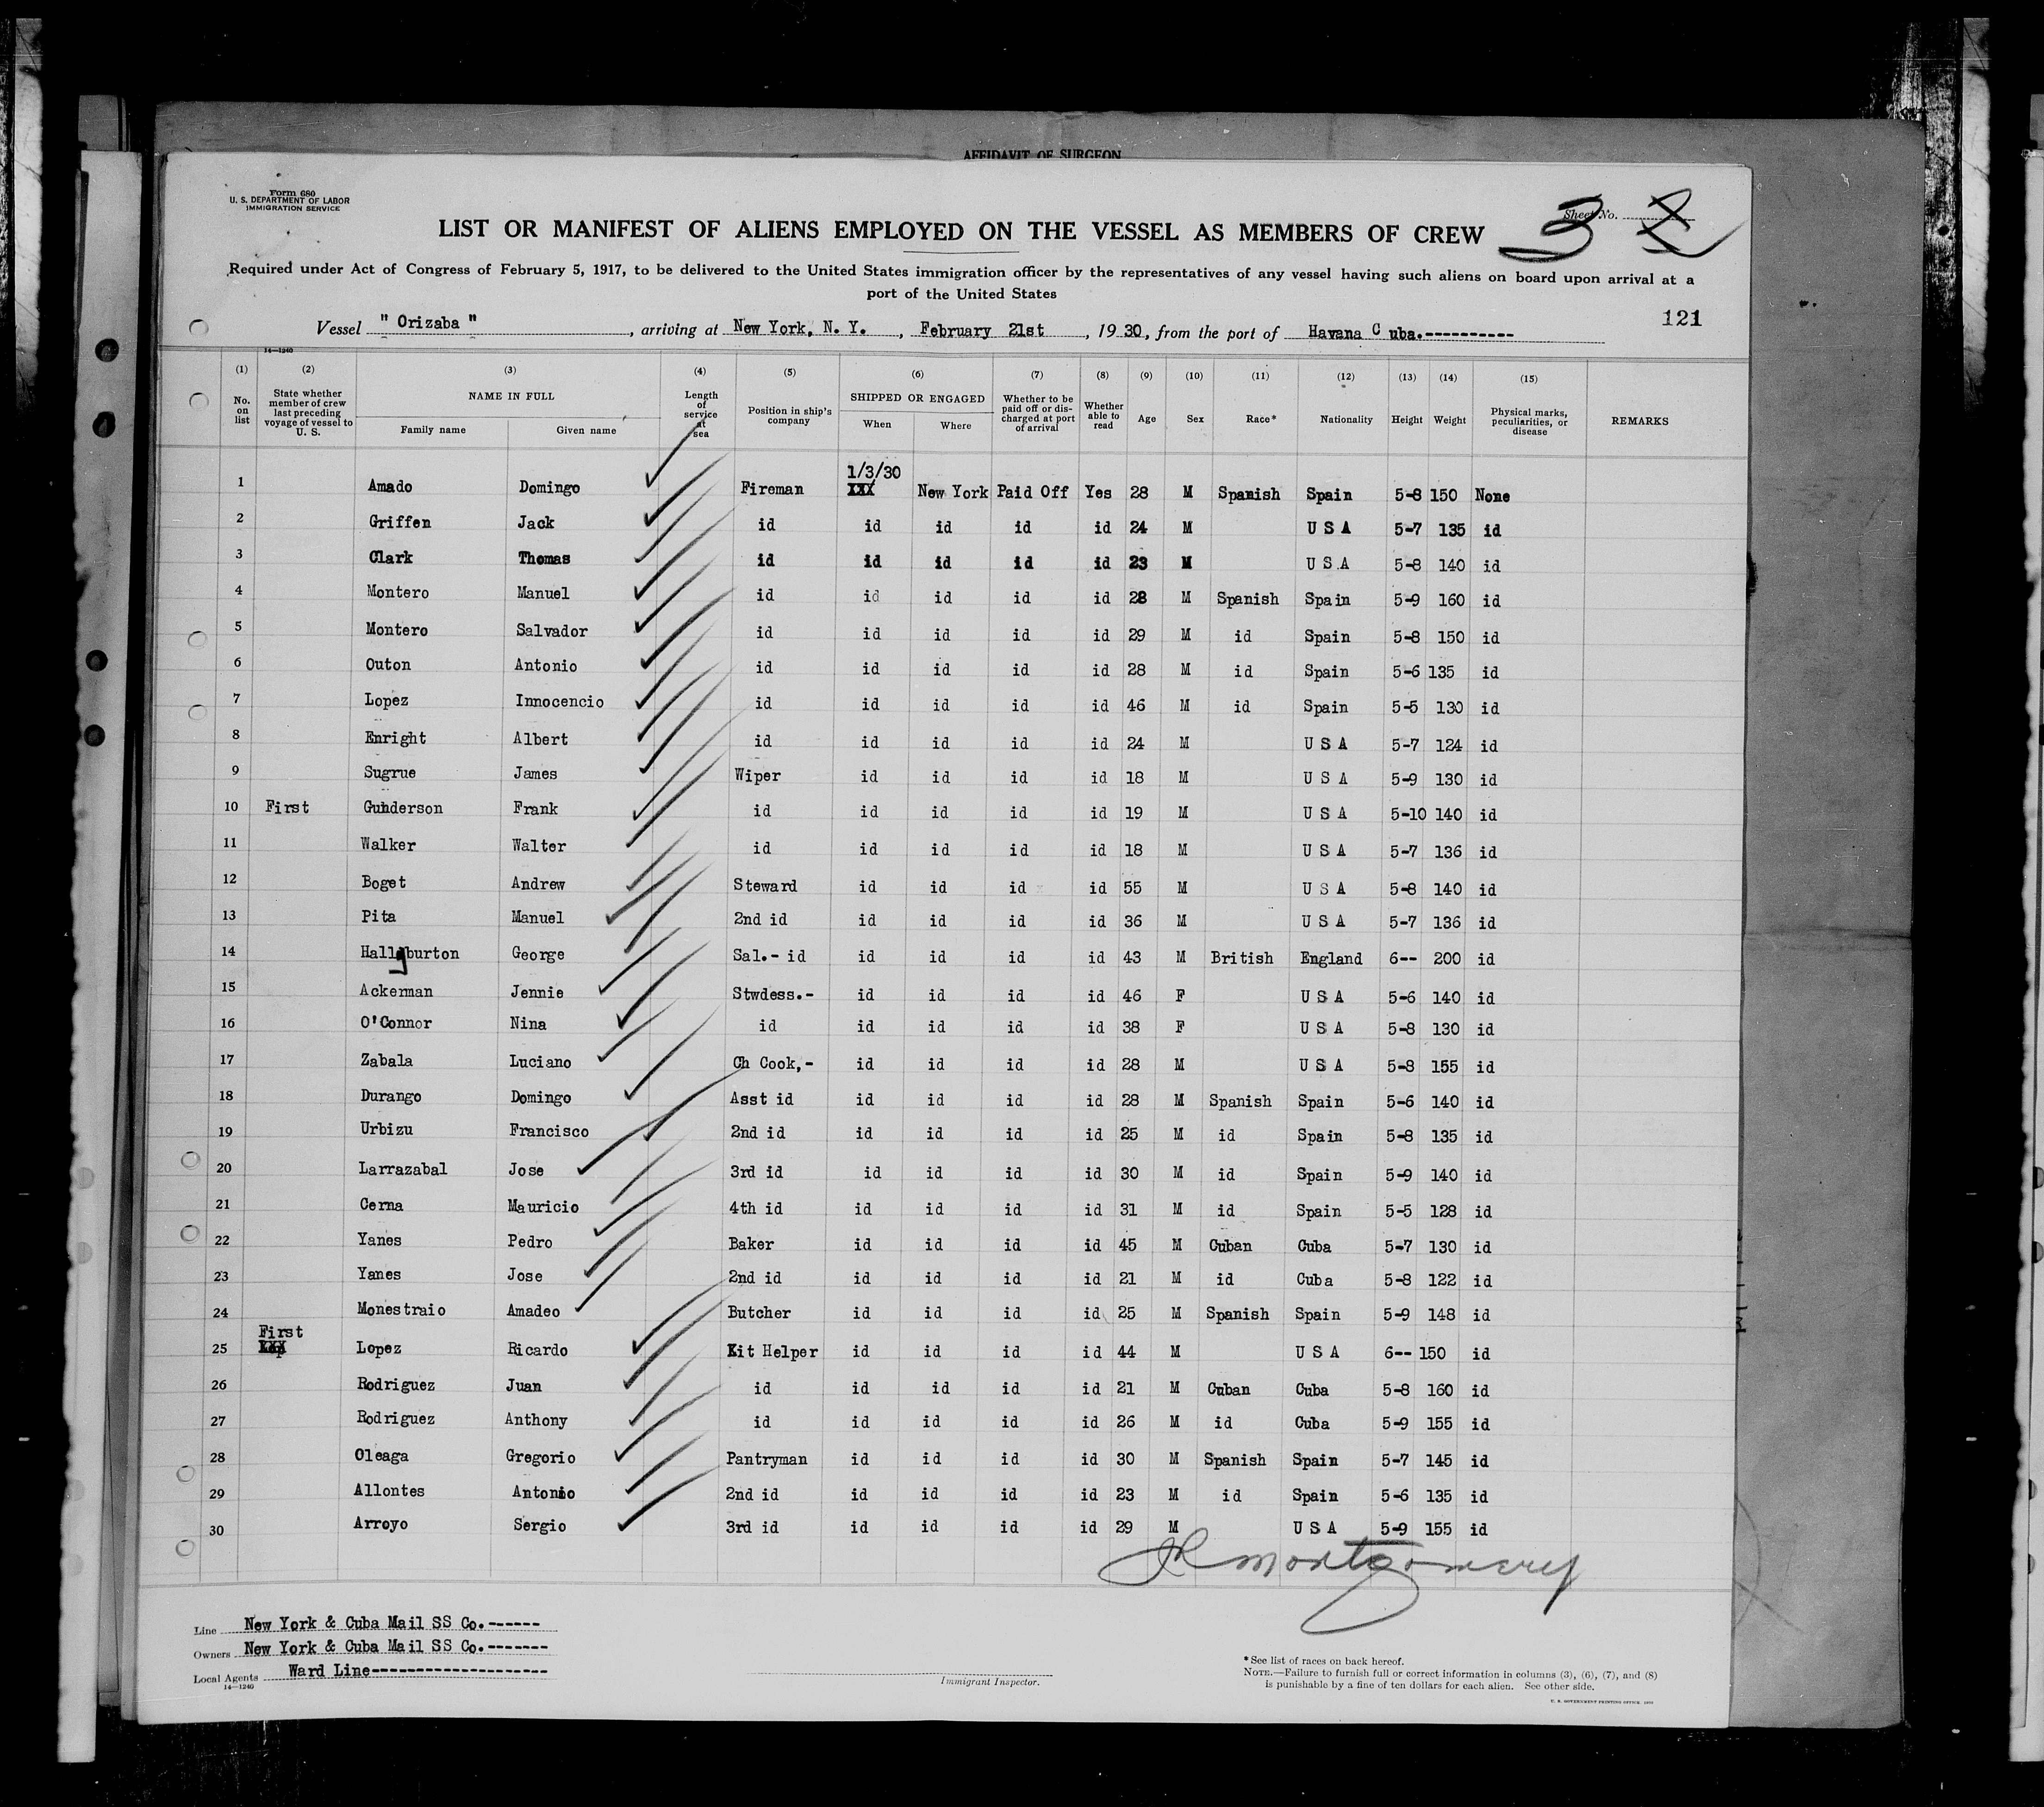 AFFIDAVIT OF SURGEON
Form 680
U. S. DEPARTMENT OF LABOR
IMMIGRATION SERVICE
Sheet No. 3
LIST OR MANIFEST OF ALIENS EMPLOYED ON THE VESSEL AS MEMBERS OF CREW
Required under Act of Congress of February 5, 1917, to be delivered to the United States immigration officer by the representatives of any vessel having such aliens on board upon arrival at a
port of the United States
121
Vessel " Orizaba " , arriving at New York, N. Y. , February 21st , 19 30, from the port of Havana C uba.----------
14—1240
(1) (2) (3) (4) (5) (6) (7) (8) (9) (10) (11) (12) (13) (14) (15)
No. on list State whether member of crew last preceding voyage of vessel to U. S. NAME IN FULL Family name Given name Length of service at sea Position in ship's company SHIPPED OR ENGAGED When Where Whether to be paid off or discharged at port of arrival Whether able to read Age Sex Race* Nationality Height Weight Physical marks, peculiarities, or disease REMARKS
1 Amado Domingo Fireman 1/3/30 XXX New York Paid Off Yes 28 M Spanish Spain 5-8 150 None
2 Griffen Jack id id id id id 24 M U S A 5-7 135 id
3 Clark Thomas id id id id id 23 M U S A 5-8 140 id
4 Montero Manuel id id id id id 28 M Spanish Spain 5-9 160 id
5 Montero Salvador id id id id id 29 M id Spain 5-8 150 id
6 Outon Antonio id id id id id 28 M id Spain 5-6 135 id
7 Lopez Innocencio id id id id id 46 M id Spain 5-5 130 id
8 Enright Albert id id id id id 24 M U S A 5-7 124 id
9 Sugrue James Wiper id id id id 18 M U S A 5-9 130 id
10 First Gunderson Frank id id id id id 19 M U S A 5-10 140 id
11 Walker Walter id id id id id 18 M U S A 5-7 136 id
12 Boget Andrew Steward id id id id 55 M U S A 5-8 140 id
13 Pita Manuel 2nd id id id id id 36 M U S A 5-7 136 id
14 Hallyburton George Sal.- id id id id id 43 M British England 6-- 200 id
15 Ackerman Jennie Stwdess.- id id id id 46 F U S A 5-6 140 id
16 O'Connor Nina id id id id id 38 F U S A 5-8 130 id
17 Zabala Luciano Ch Cook,- id id id id 28 M U S A 5-8 155 id
18 Durango Domingo Asst id id id id id 28 M Spanish Spain 5-6 140 id
19 Urbizu Francisco 2nd id id id id id 25 M id Spain 5-8 135 id
20 Larrazabal Jose 3rd id id id id id 30 M id Spain 5-9 140 id
21 Cerna Mauricio 4th id id id id id 31 M id Spain 5-5 128 id
22 Yanes Pedro Baker id id id id 45 M Cuban Cuba 5-7 130 id
23 Yanes Jose 2nd id id id id id 21 M id Cuba 5-8 122 id
24 Monestraio Amadeo Butcher id id id id 25 M Spanish Spain 5-9 148 id
25 First XXX Lopez Ricardo Kit Helper id id id id 44 M U S A 6-- 150 id
26 Rodriguez Juan id id id id id 21 M Cuban Cuba 5-8 160 id
27 Rodriguez Anthony id id id id id 26 M id Cuba 5-9 155 id
28 Oleaga Gregorio Pantryman id id id id 30 M Spanish Spain 5-7 145 id
29 Allontes Antonio 2nd id id id id id 23 M id Spain 5-6 135 id
30 Arroyo Sergio 3rd id id id id id 29 M U S A 5-9 155 id
JR Montgomery
Line New York & Cuba Mail SS Co.------
Owners New York & Cuba Mail SS Co.-------
Local Agents Ward Line--------------------
14—1240
Immigrant Inspector.
* See list of races on back hereof.
NOTE.—Failure to furnish full or correct information in columns (3), (6), (7), and (8)
is punishable by a fine of ten dollars for each alien. See other side.
U. S. GOVERNMENT PRINTING OFFICE